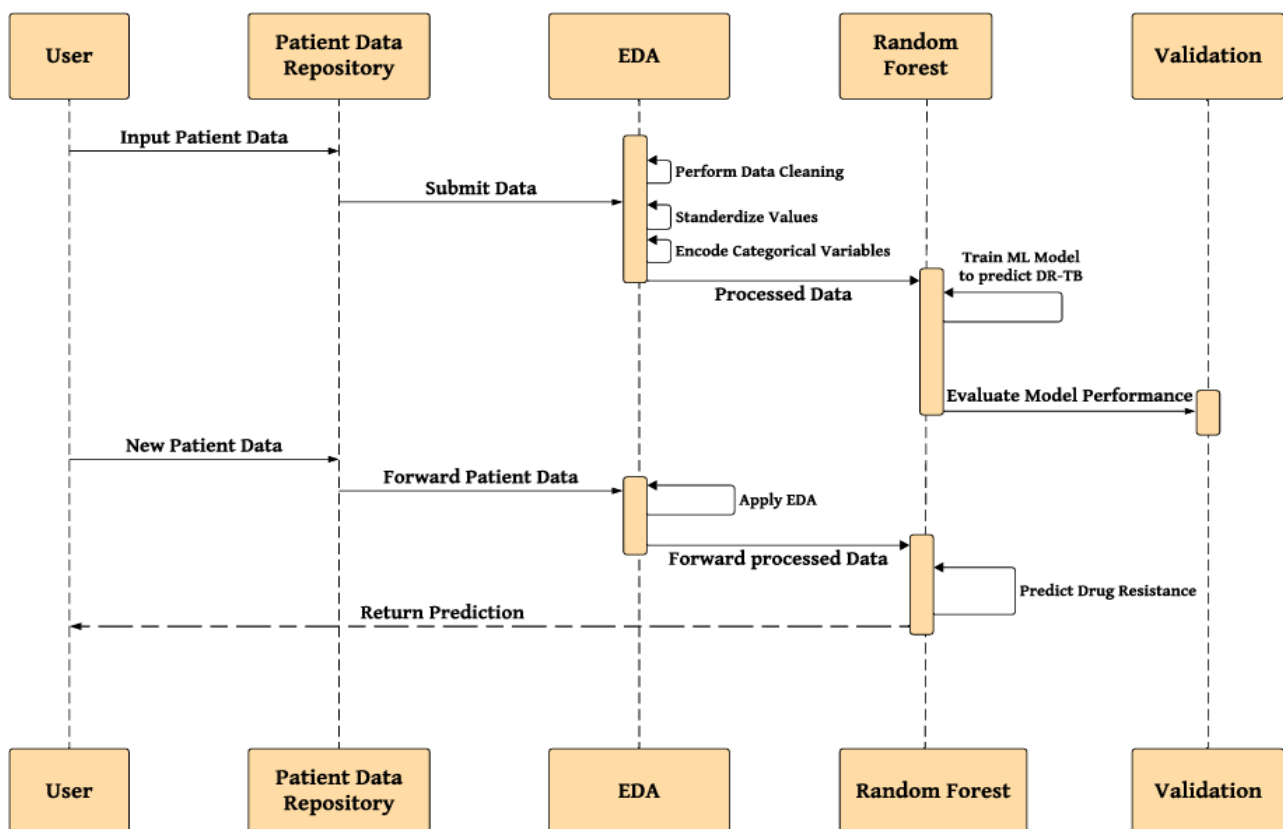 User
Patient Data
Repository
EDA
Random
Forest
Validation
Input Patient Data
Perform Data Cleaning
Submit Data
Standerdize Values
Encode Categorical Variables
Train ML Model
to predict DR-TB
Processed Data
Evaluate Model Performance
New Patient Data
Forward Patient Data
Apply EDA
Forward processed Data
Predict Drug Resistance
Return Prediction
User
Patient Data
Repository
EDA
Random Forest
Validation